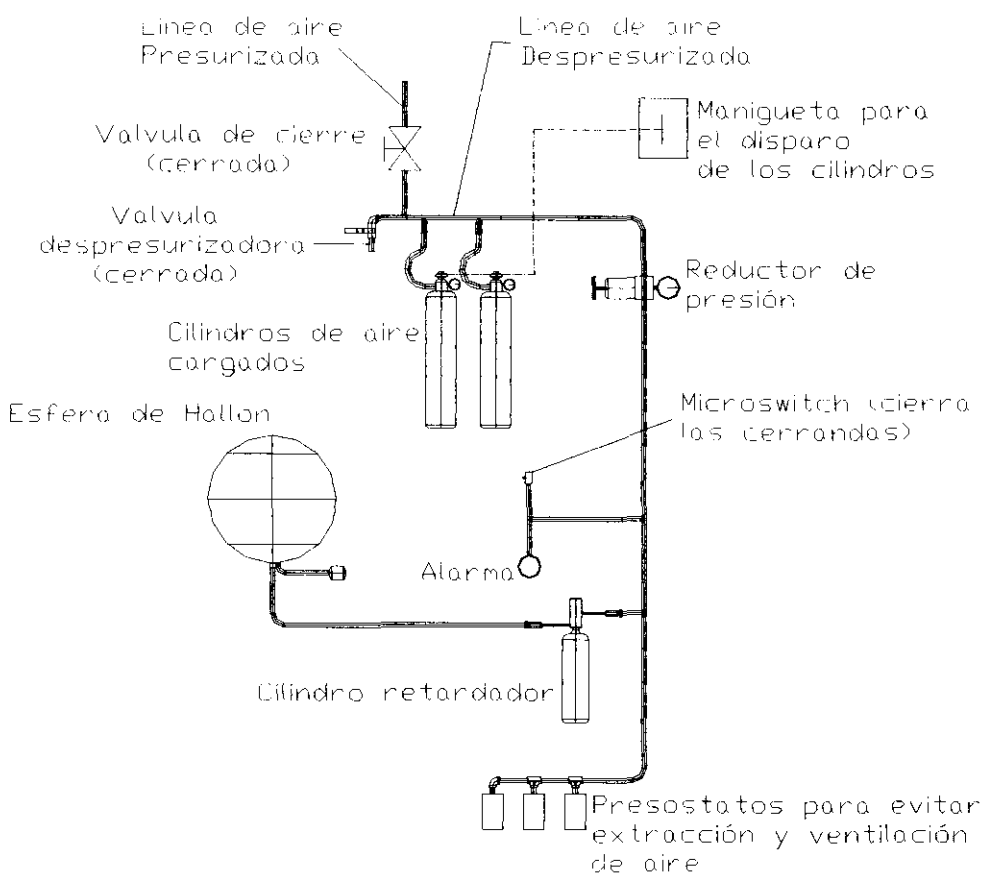 Linea de aire
Presurizada
Linea de aire
Despresurizada
Manigueta para
el disparo
de los cilindros
Valvula de cierre
(cerrada)
Valvula
despresurizadora
(cerrada)
Reductor de
presión
Cilindros de aire
cargados
Esfera de Hallon
Microswitch (cierra
las cerrandas)
Alarma
Cilindro retardador
Presostatos para evitar
extracción y ventilación
de aire